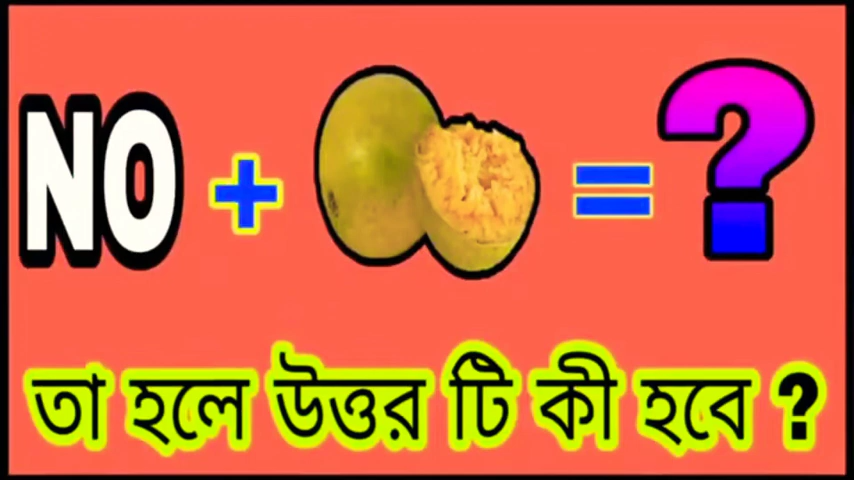 NO + = ?
তা হলে উত্তর টি কী হবে ?